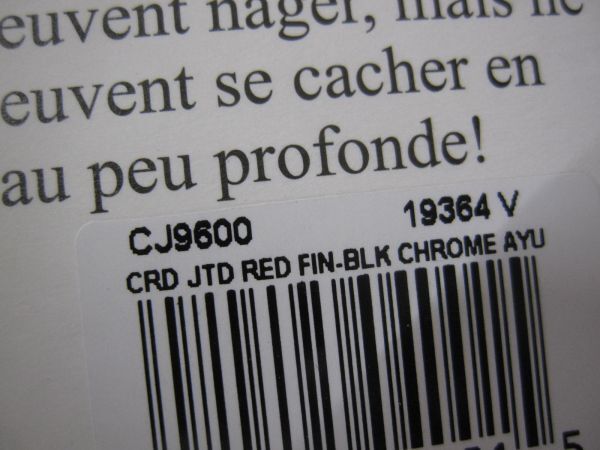 euvent nager, mais ne
euvent se cacher en
au peu profonde!
CJ9600 19364 V
CRD JTD RED FIN-BLK CHROME AYU
5